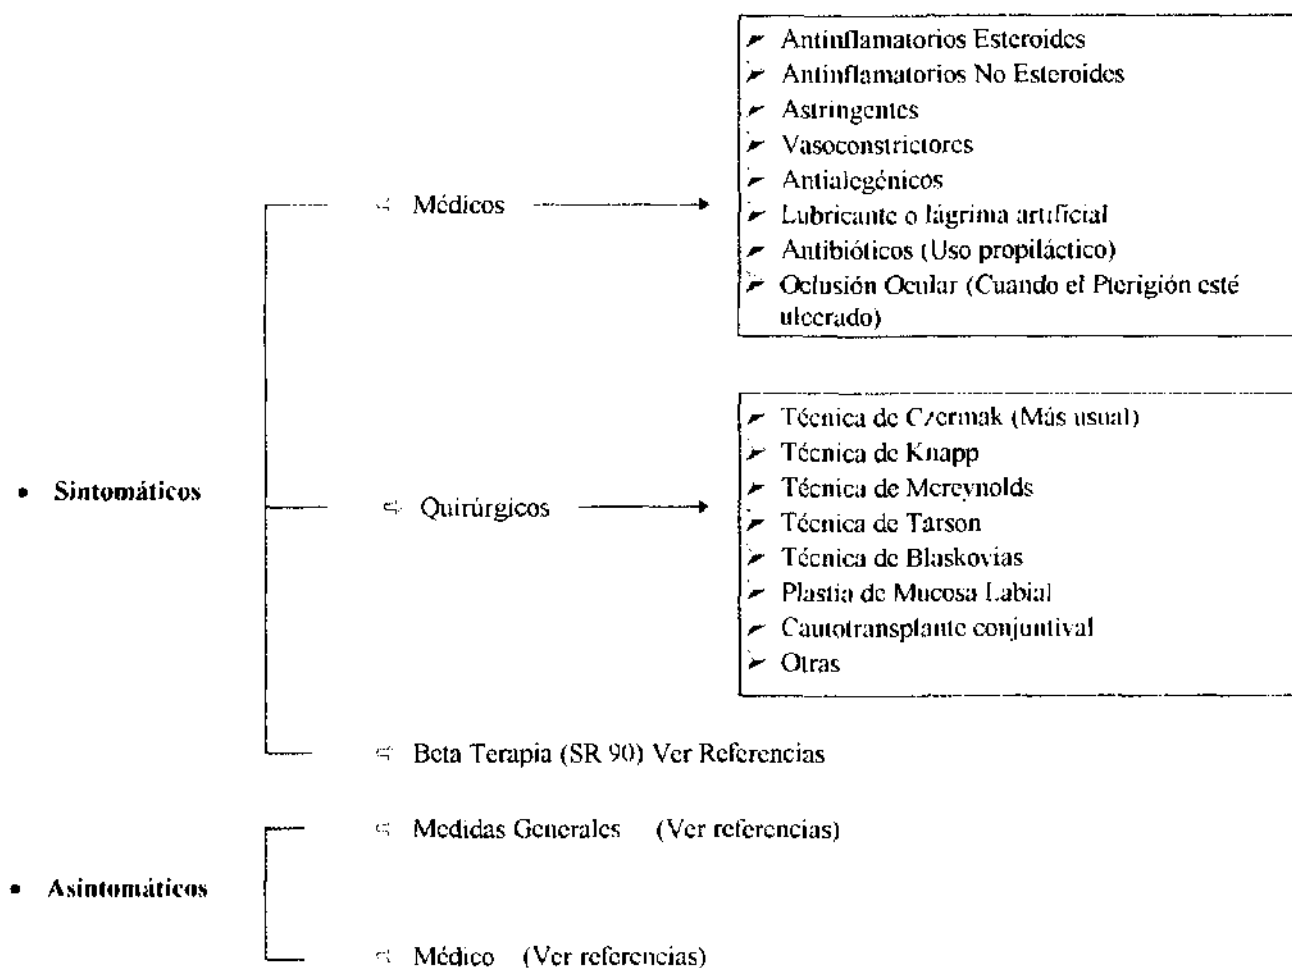 ➤ Antinflamatorios Esteroides
➤ Antinflamatorios No Esteroides
➤ Astringentes
➤ Vasoconstrictores
➤ Antialegénicos
➤ Lubricante o lágrima artificial
➤ Antibióticos (Uso propiláctico)
➤ Oclusión Ocular (Cuando el Pterigión esté
ulcerado)
⇨ Médicos
➤ Técnica de Czermak (Más usual)
➤ Técnica de Knapp
➤ Técnica de Mcreynolds
➤ Técnica de Tarson
➤ Técnica de Blaskovias
➤ Plastia de Mucosa Labial
➤ Cautotransplante conjuntival
➤ Otras
• Sintomáticos
⇨ Quirúrgicos
⇨ Beta Terapia (SR 90) Ver Referencias
⇨ Medidas Generales (Ver referencias)
• Asintomáticos
⇨ Médico (Ver referencias)